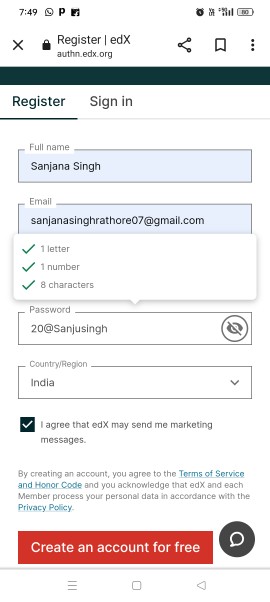 7:49
80
Register | edX
authn.edx.org
Register
Sign in
Full name
Sanjana Singh
Email
sanjanasinghrathore07@gmail.com
1 letter
1 number
8 characters
Password
20@Sanjusingh
Country/Region
India
I agree that edX may send me marketing
messages.
By creating an account, you agree to the Terms of Service
and Honor Code and you acknowledge that edX and each
Member process your personal data in accordance with the
Privacy Policy.
Create an account for free